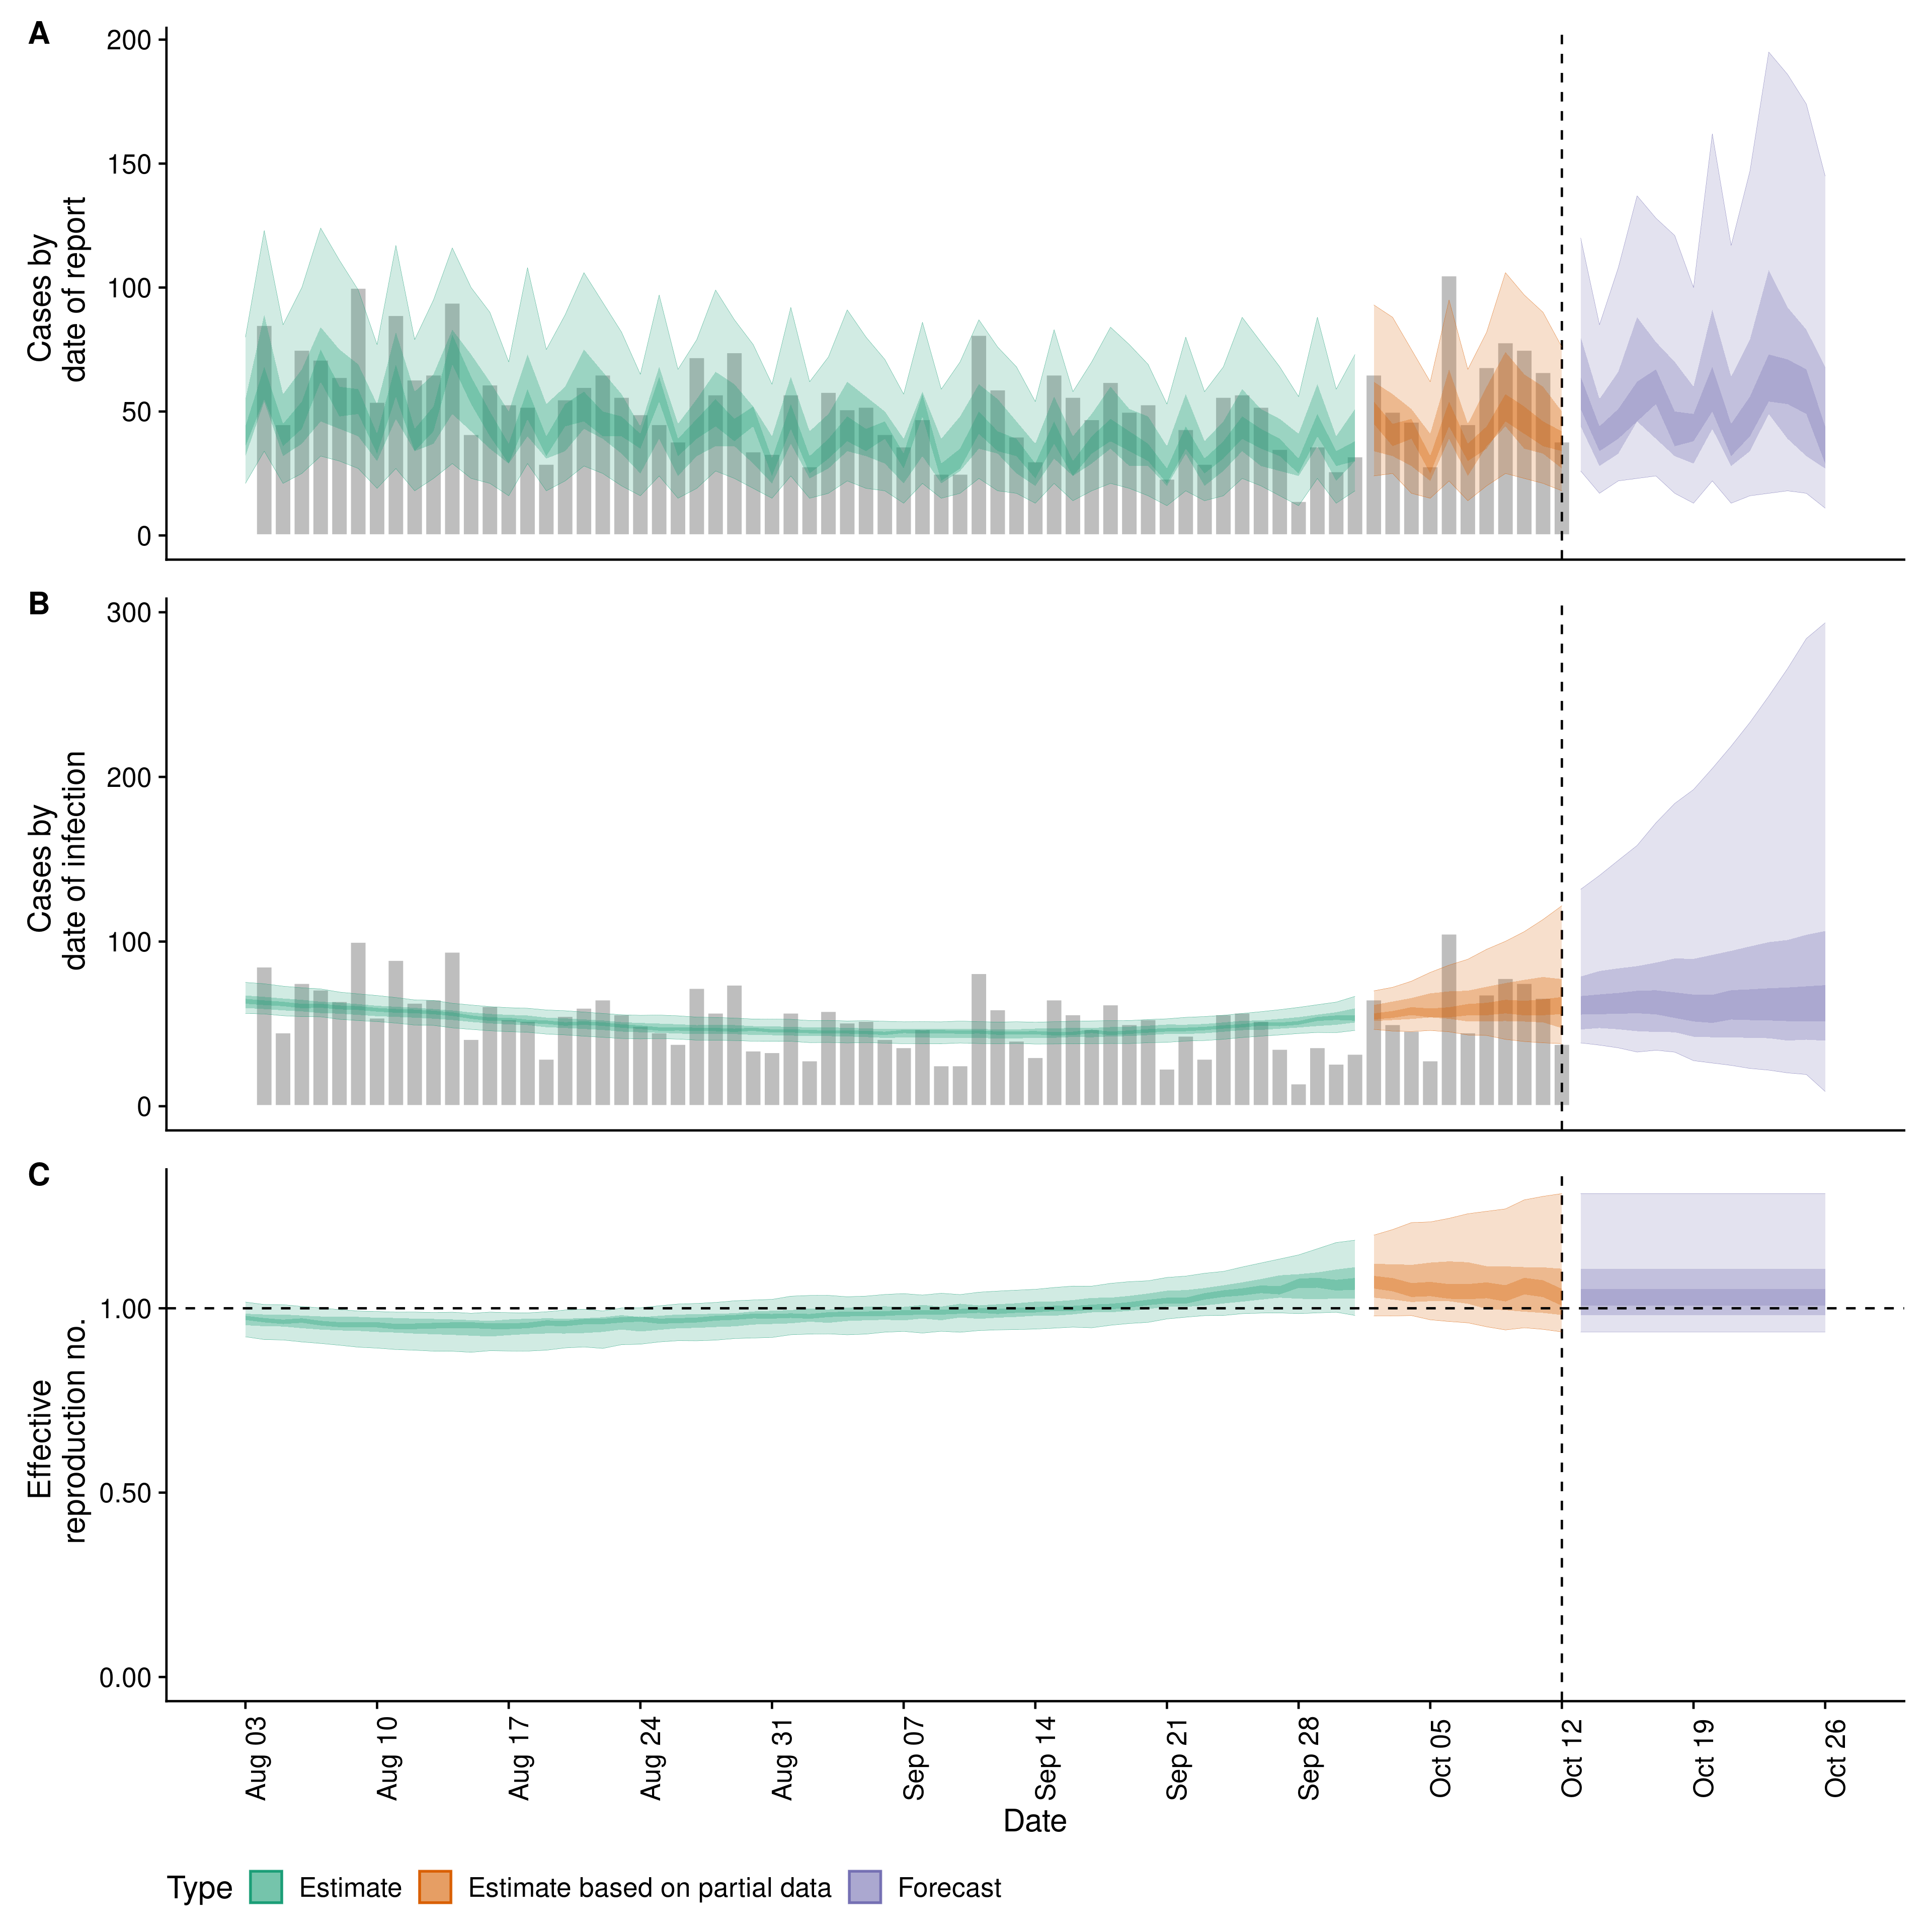 A
200
150
100
50
0
Cases by
date of report
B
300
200
100
0
Cases by
date of infection
C
1.00
0.50
0.00
Effective
reproduction no.
Aug 03
Aug 10
Aug 17
Aug 24
Aug 31
Sep 07
Sep 14
Sep 21
Sep 28
Oct 05
Oct 12
Oct 19
Oct 26
Date
Type Estimate Estimate based on partial data Forecast